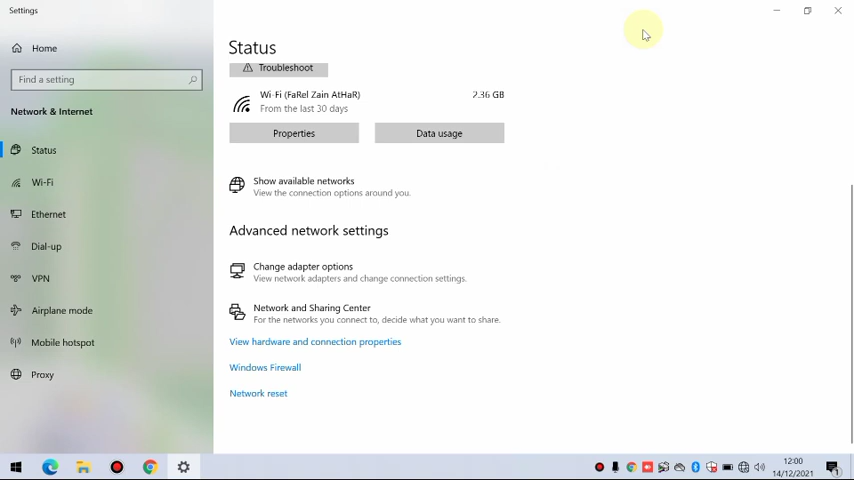 Settings
Home
Find a setting
Network & Internet
Status
Wi-Fi
Ethernet
Dial-up
VPN
Airplane mode
Mobile hotspot
Proxy
Status
Troubleshoot
Wi-Fi (FaRel Zain AtHaR)
2.36 GB
From the last 30 days
Properties
Data usage
Show available networks
View the connection options around you.
Advanced network settings
Change adapter options
View network adapters and change connection settings.
Network and Sharing Center
For the networks you connect to, decide what you want to share.
View hardware and connection properties
Windows Firewall
Network reset
12:00
14/12/2021
1